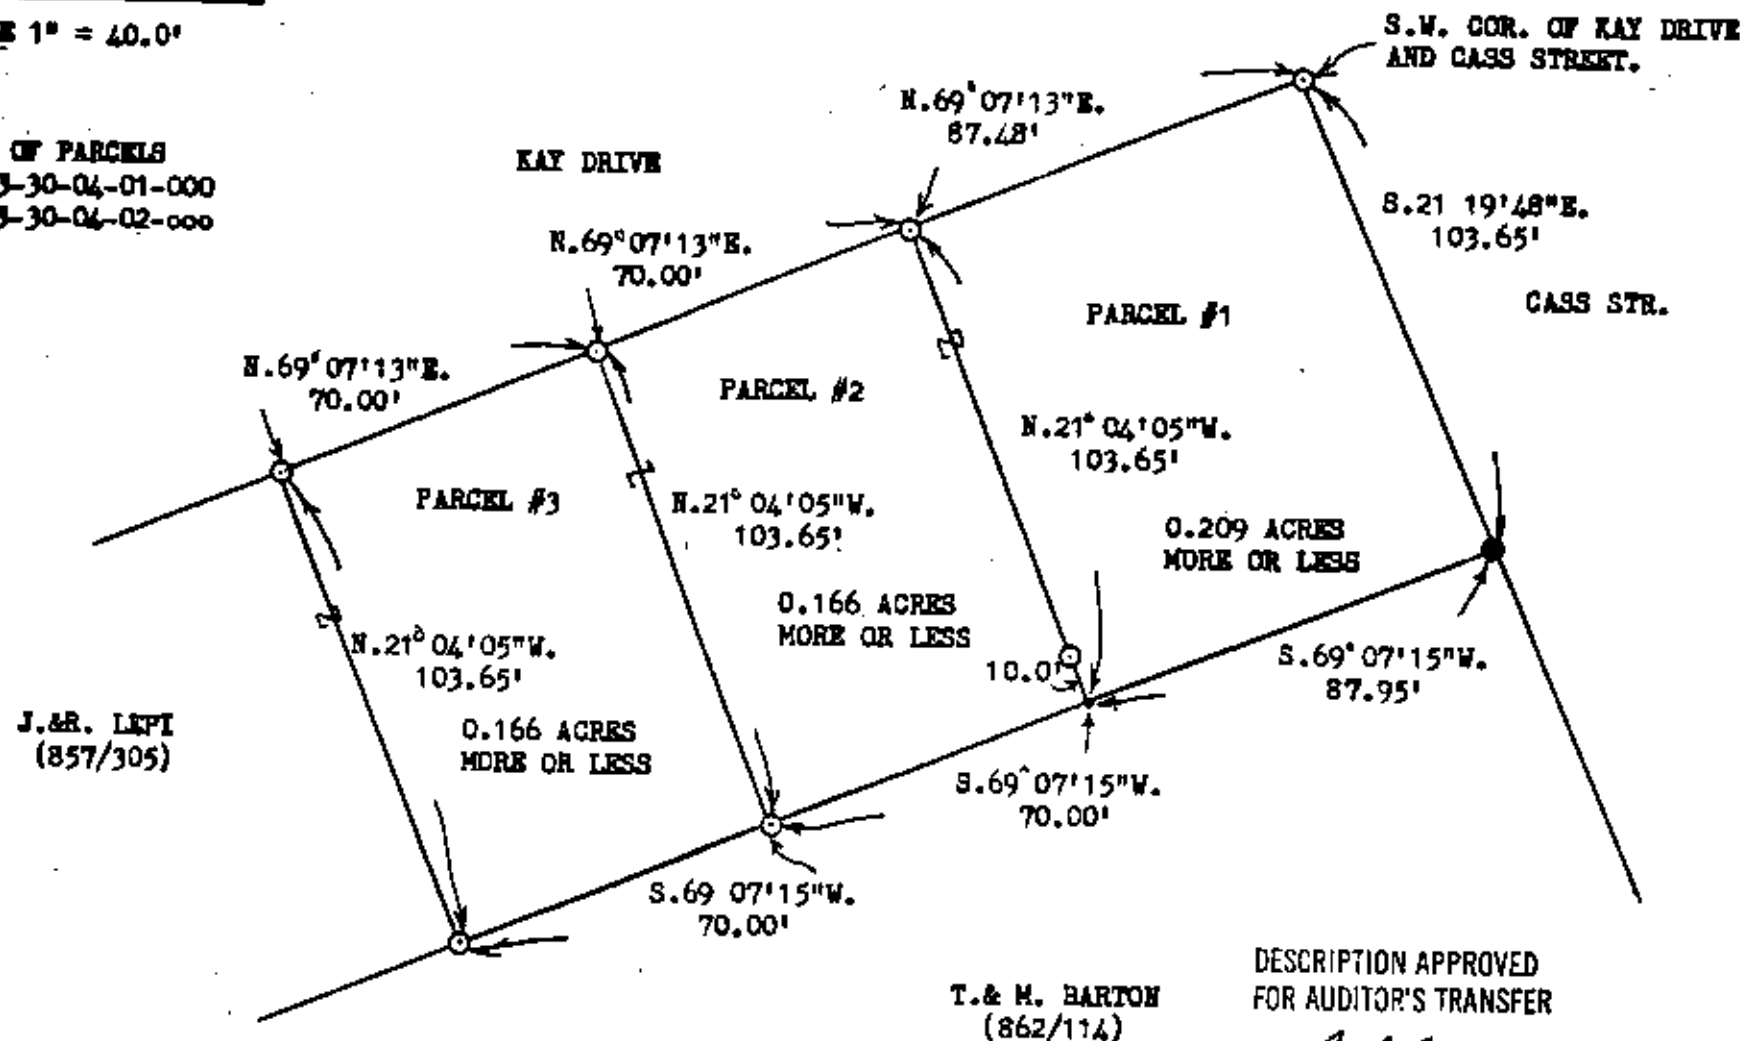 1" = 40.0'
S.W. COR. OF KAY DRIVE
AND CASS STREET.
OF PARCELS
-30-04-01-000
-30-04-02-000
KAY DRIVE
N.69°07'13"E.
87.48'
S.21 19'48"E.
103.65'
CASS STR.
N.69°07'13"E.
70.00'
PARCEL #1
N.69°07'13"E.
70.00'
PARCEL #2
N.21°04'05"W.
103.65'
PARCEL #3
N.21°04'05"W.
103.65'
0.209 ACRES
MORE OR LESS
0.166 ACRES
MORE OR LESS
N.21°04'05"W.
103.65'
10.0'
S.69°07'15"W.
87.95'
J.&R. LEPI
(857/305)
0.166 ACRES
MORE OR LESS
S.69°07'15"W.
70.00'
S.69 07'15"W.
70.00'
T.& M. BARTON
(862/114)
DESCRIPTION APPROVED
FOR AUDITOR'S TRANSFER